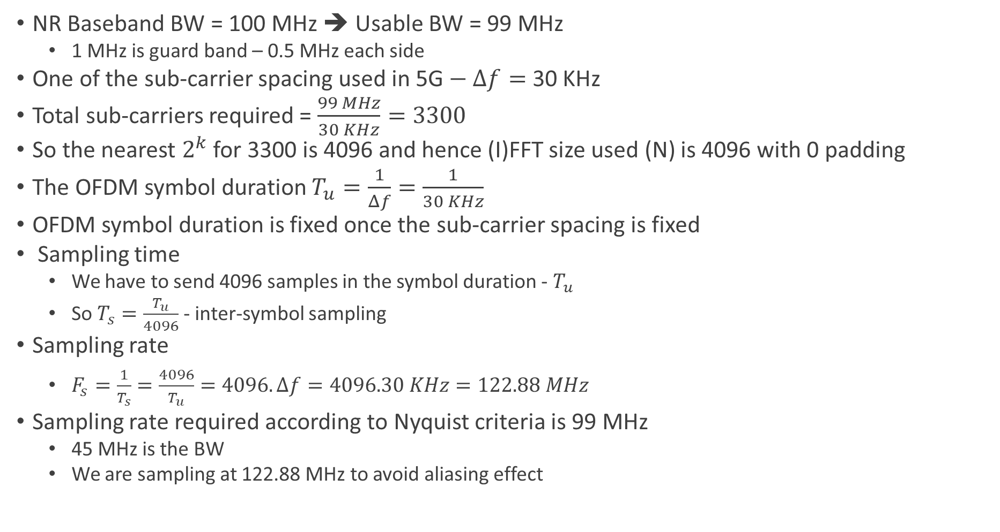 • NR Baseband BW = 100 MHz 🡺 Usable BW = 99 MHz
• 1 MHz is guard band – 0.5 MHz each side
• One of the sub-carrier spacing used in 5G − Δf = 30 KHz
• Total sub-carriers required = \frac{99 MHz}{30 KHz} = 3300
• So the nearest 2^k for 3300 is 4096 and hence (I)FFT size used (N) is 4096 with 0 padding
• The OFDM symbol duration T_u = \frac{1}{Δf} = \frac{1}{30 KHz}
• OFDM symbol duration is fixed once the sub-carrier spacing is fixed
• Sampling time
• We have to send 4096 samples in the symbol duration - T_u
• So T_s = \frac{T_u}{4096} - inter-symbol sampling
• Sampling rate
• F_s = \frac{1}{T_s} = \frac{4096}{T_u} = 4096. Δf = 4096.30 KHz = 122.88 MHz
• Sampling rate required according to Nyquist criteria is 99 MHz
• 45 MHz is the BW
• We are sampling at 122.88 MHz to avoid aliasing effect